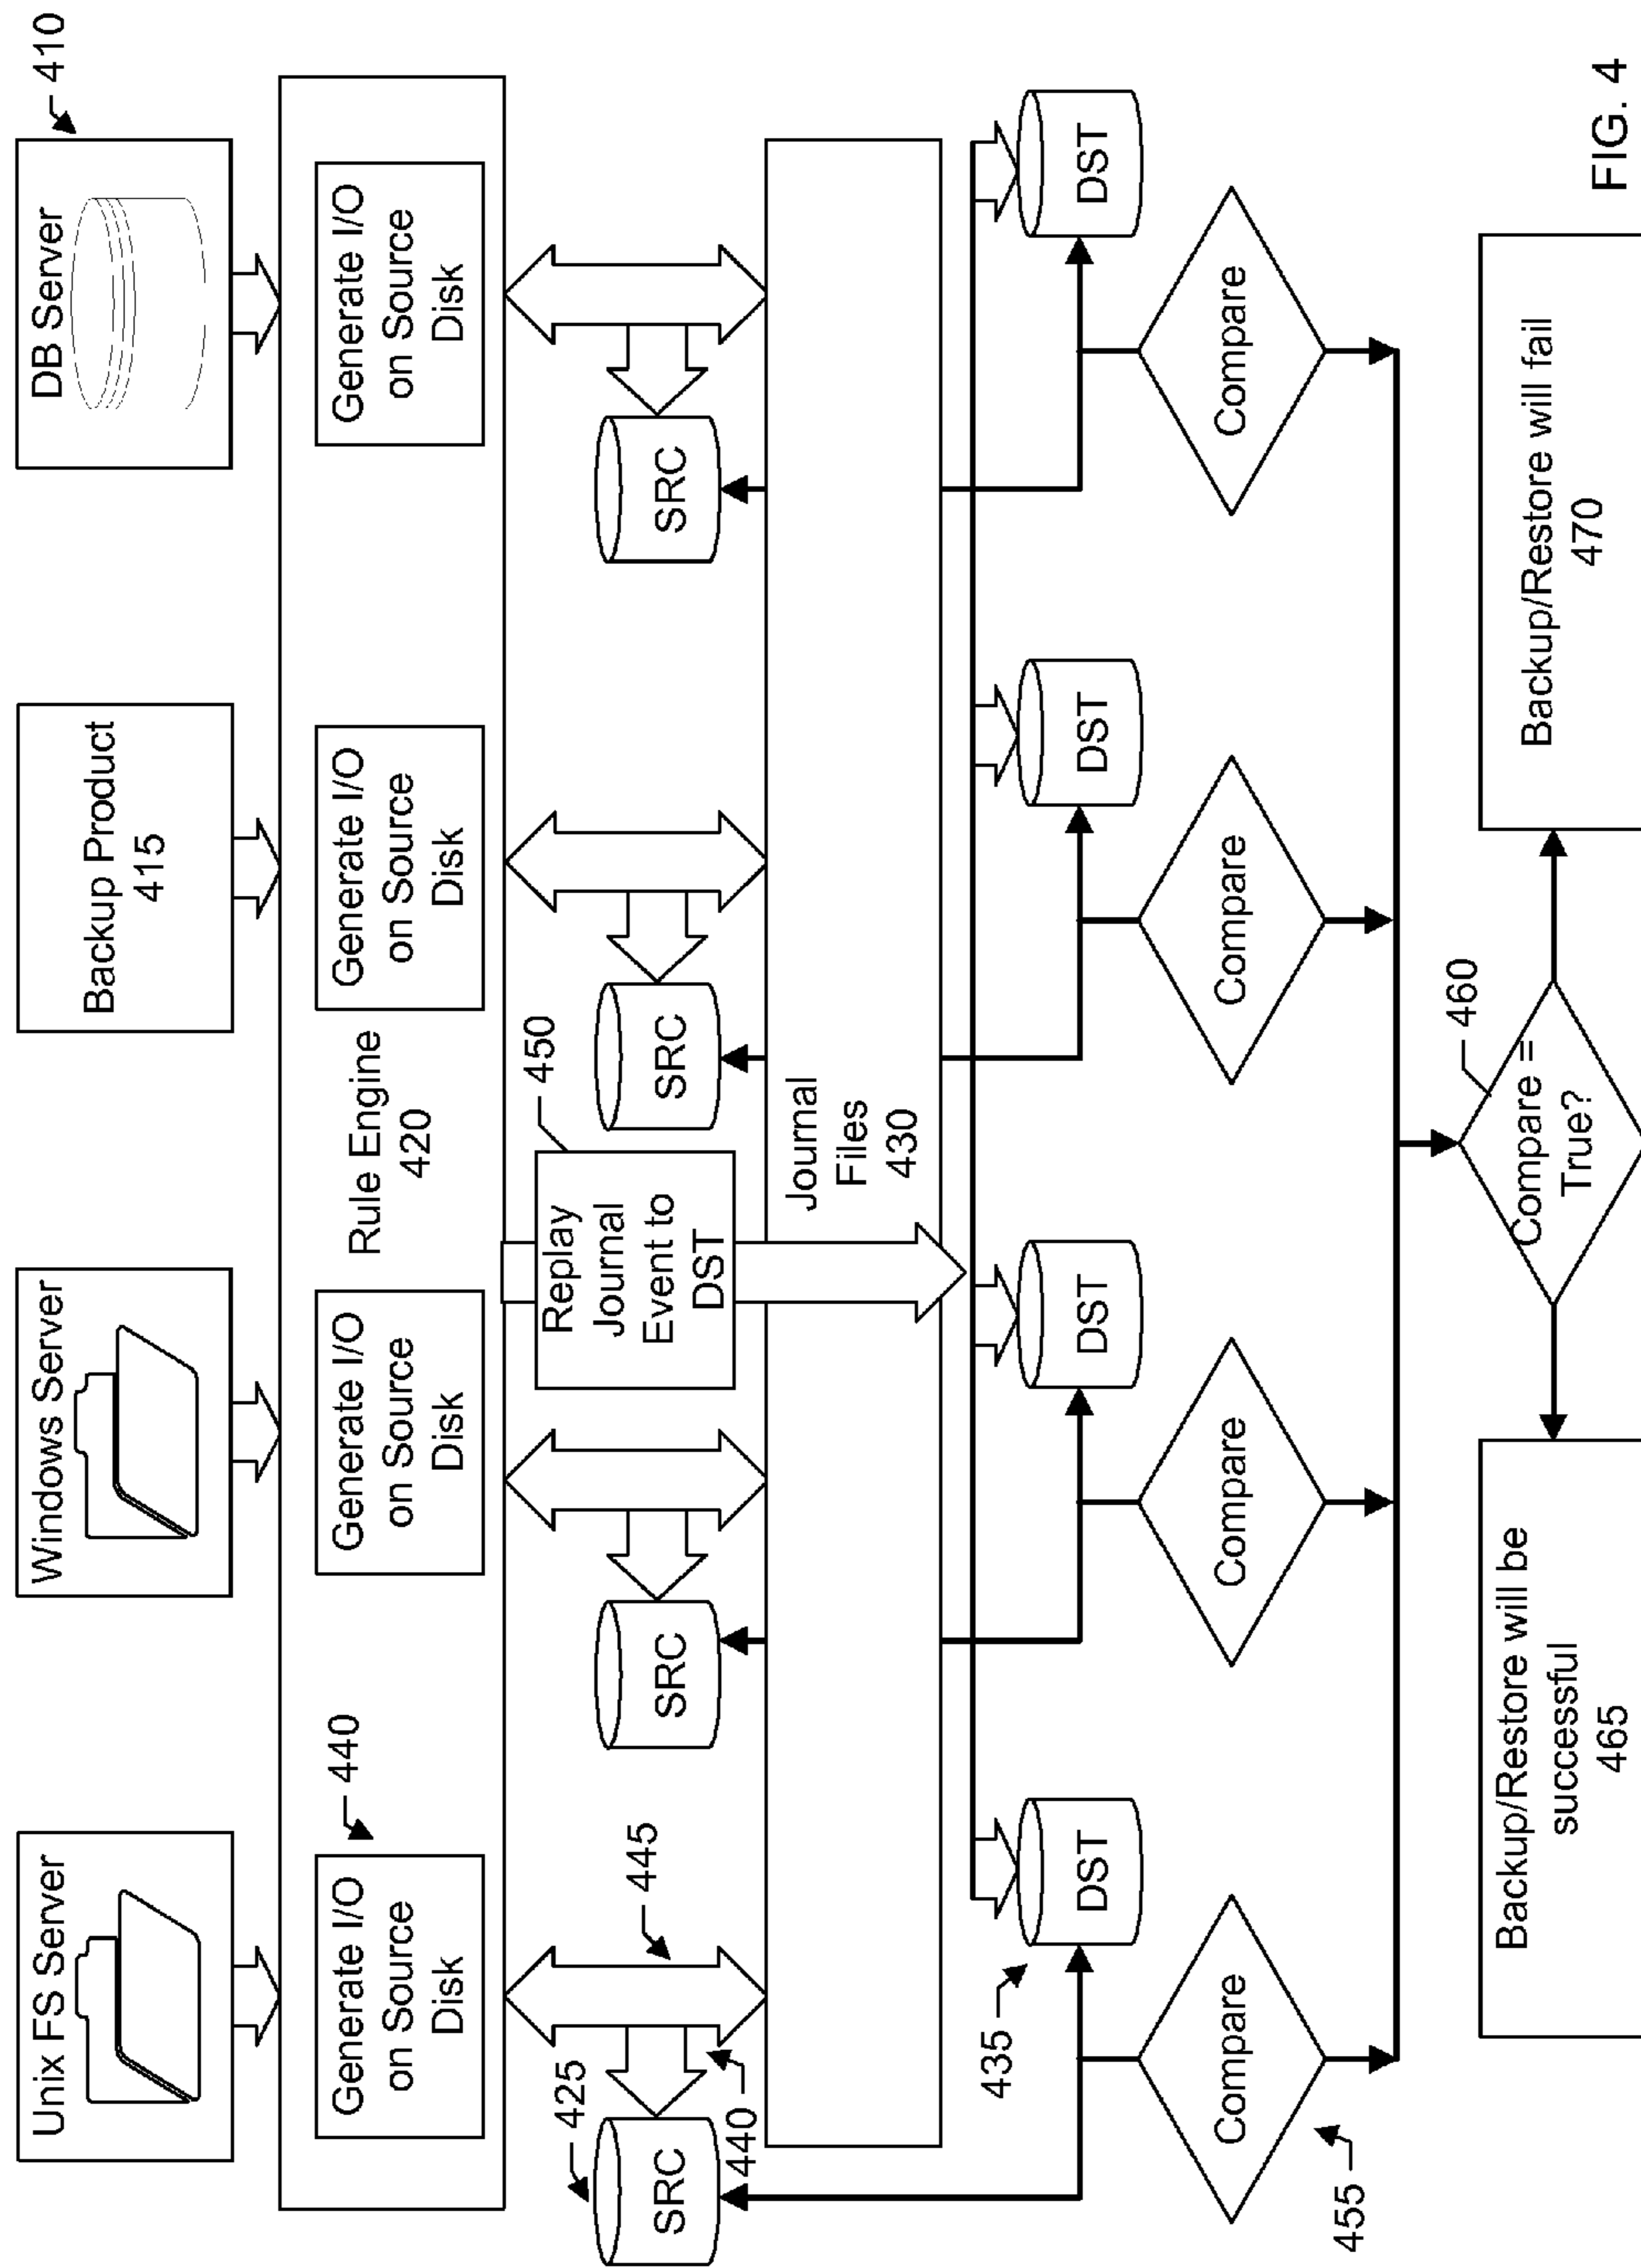 Unix FS Server
Windows Server
Backup Product
415
DB Server
410
Generate I/O
on Source
Disk
440
Generate I/O
on Source
Disk
Rule Engine
420
Generate I/O
on Source
Disk
Generate I/O
on Source
Disk
445
450
Replay
Journal
Event to
DST
425
SRC
440
SRC
SRC
SRC
Journal
Files
430
435
DST
DST
DST
DST
455
Compare
Compare
Compare
Compare
460
Compare =
True?
Backup/Restore will be
successful
465
Backup/Restore will fail
470
FIG. 4